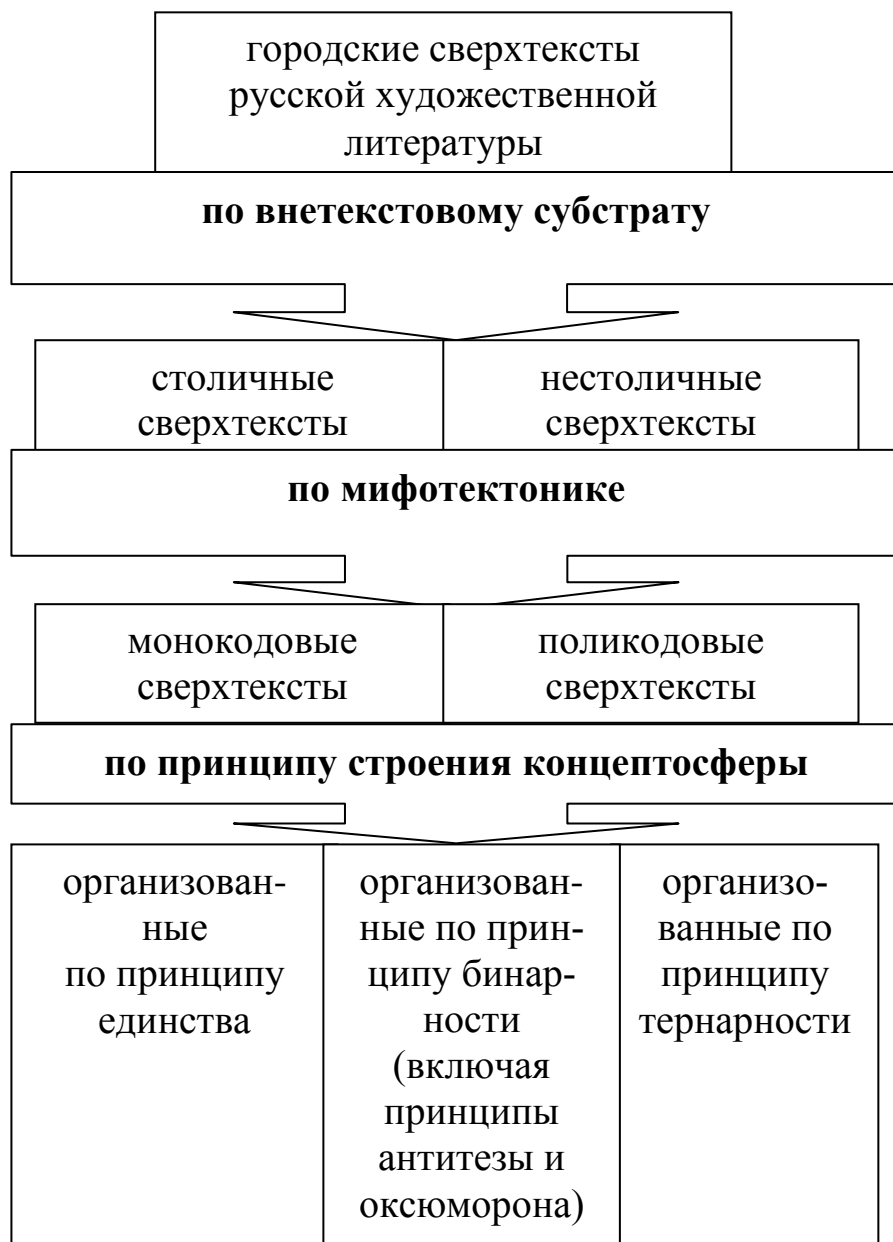 городские сверхтексты
русской художественной
литературы
по внетекстовому субстрату
столичные
сверхтексты
нестоличные
сверхтексты
по мифотектонике
монокодовые
сверхтексты
поликодовые
сверхтексты
по принципу строения концептосферы
организован-
ные
по принципу
единства
организован-
ные по прин-
ципу бинар-
ности
(включая
принципы
антитезы и
оксюморона)
организо-
ванные по
принципу
тернарности